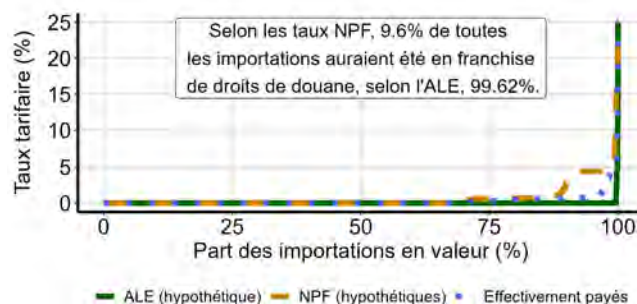 Selon les taux NPF, 9.6% de toutes
les importations auraient été en franchise
de droits de douane, selon l'ALE, 99.62%.
Taux tarifaire (%)
25
20
15
10
5
0
0 25 50 75 100
Part des importations en valeur (%)
ALE (hypothétique) NPF (hypothétiques) Effectivement payés